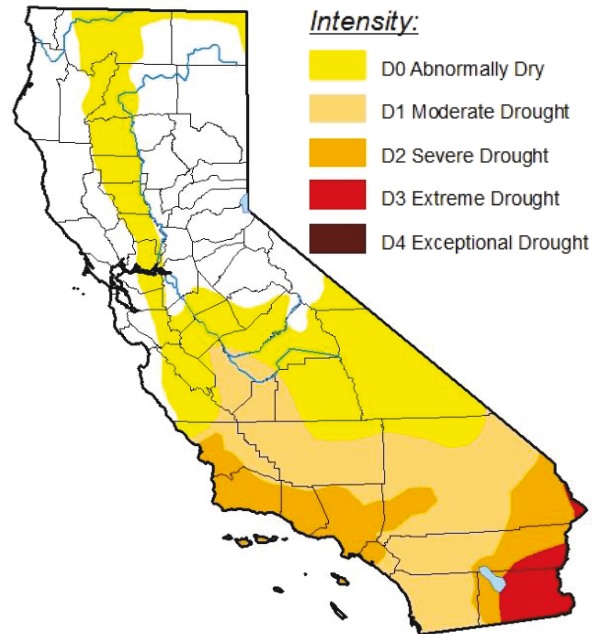 Intensity:
D0 Abnormally Dry
D1 Moderate Drought
D2 Severe Drought
D3 Extreme Drought
D4 Exceptional Drought